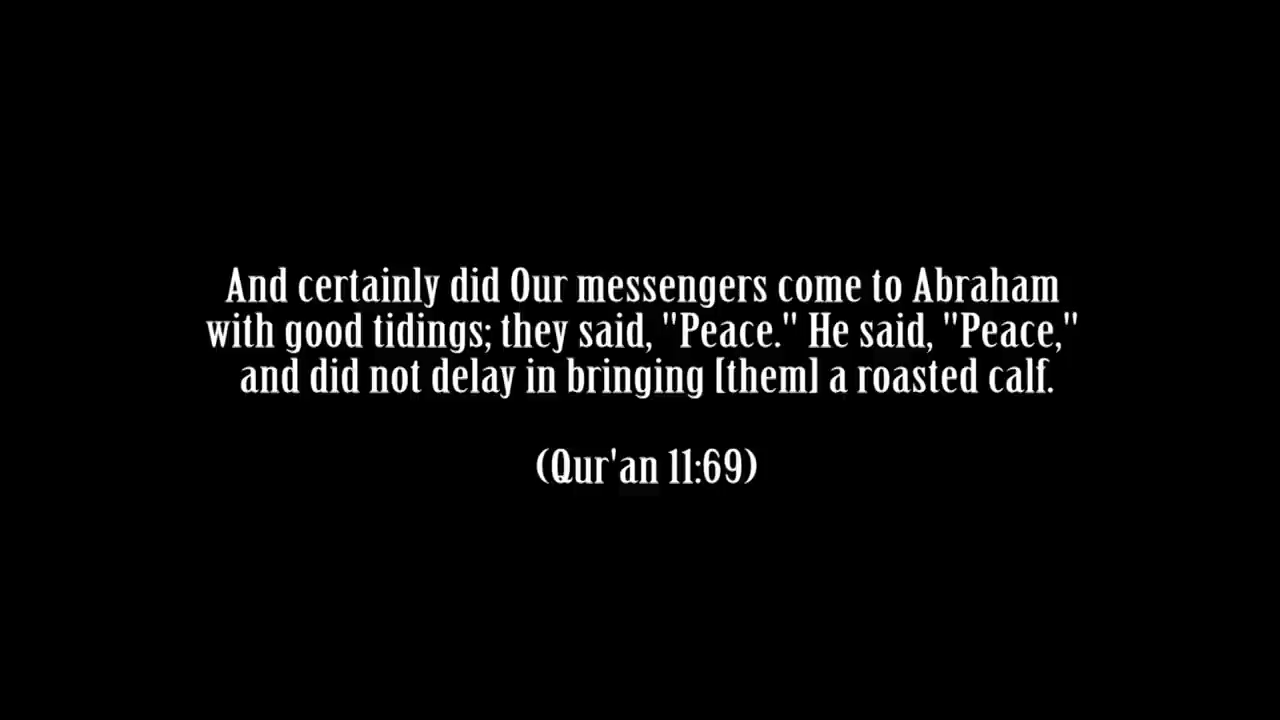 And certainly did Our messengers come to Abraham
with good tidings; they said, "Peace." He said, "Peace,"
and did not delay in bringing [them] a roasted calf.
(Qur'an 11:69)